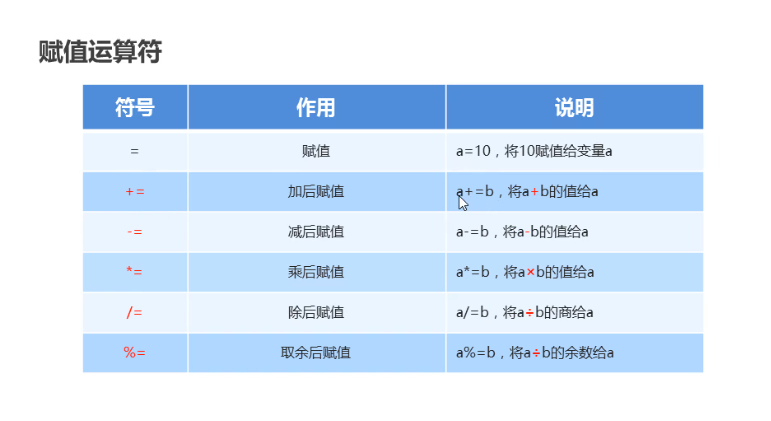 赋值运算符
符号 作用 说明
= 赋值 a=10，将10赋值给变量a
+= 加后赋值 a+=b，将a+b的值给a
-= 减后赋值 a-=b，将a-b的值给a
*= 乘后赋值 a*=b，将a×b的值给a
/= 除后赋值 a/=b，将a÷b的商给a
%= 取余后赋值 a%=b，将a÷b的余数给a